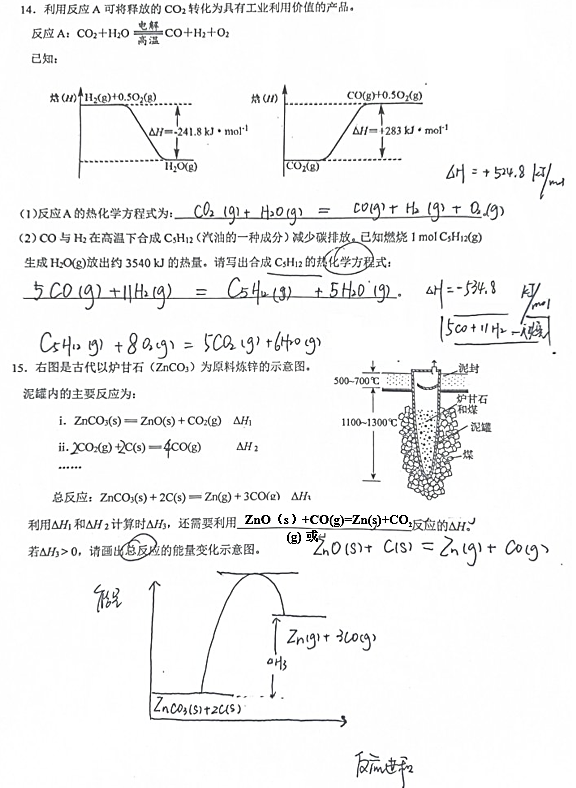 14．利用反应 A 可将释放的 CO₂ 转化为具有工业利用价值的产品。
反应 A：CO₂＋H₂O 电解 高温 CO＋H₂＋O₂
已知：
焓(H) H₂(g)+0.5O₂(g) 焓(H) CO(g)+0.5O₂(g)
ΔH=-241.8 kJ・mol⁻¹ ΔH=+283 kJ・mol⁻¹
H₂O(g) CO₂(g)
ΔH = +524.8 kJ/mol
(1)反应 A 的热化学方程式为：CO₂(g) + H₂O(g) = CO(g) + H₂(g) + O₂(g)
(2) CO 与 H₂ 在高温下合成 C₅H₁₂（汽油的一种成分）减少碳排放。已知燃烧 1 mol C₅H₁₂(g)
生成 H₂O(g)放出约 3540 kJ 的热量。请写出合成 C₅H₁₂ 的热化学方程式：
5CO(g)+11H₂(g) = C₅H₁₂(g) + 5H₂O(g)。 ΔH=-534.8 kJ/mol
5CO+11H₂
C₅H₁₂(g) + 8O₂(g) = 5CO₂(g)+6H₂O(g)
15．右图是古代以炉甘石（ZnCO₃）为原料炼锌的示意图。
泥罐内的主要反应为：
i．ZnCO₃(s)＝ZnO(s)＋CO₂(g) ΔH₁
ii．2CO₂(g)+2C(s)＝4CO(g) ΔH₂
……
总反应：ZnCO₃(s)＋2C(s)＝Zn(g)＋3CO(g) ΔH₃
泥封
500~700℃
炉甘石
和煤
1100~1300℃
泥罐
煤
利用ΔH₁ 和ΔH₂ 计算时ΔH₃，还需要利用 ZnO（s）+CO(g)=Zn(s)+CO₂ 反应的ΔH。
(g) 或 ZnO(s)+ C(s) = Zn(g)+ CO(g)
若ΔH₃＞0，请画出总反应的能量变化示意图。
能量
Zn(g)+ 3CO(g)
ΔH₃
ZnCO₃(s)+2C(s)
反应进程